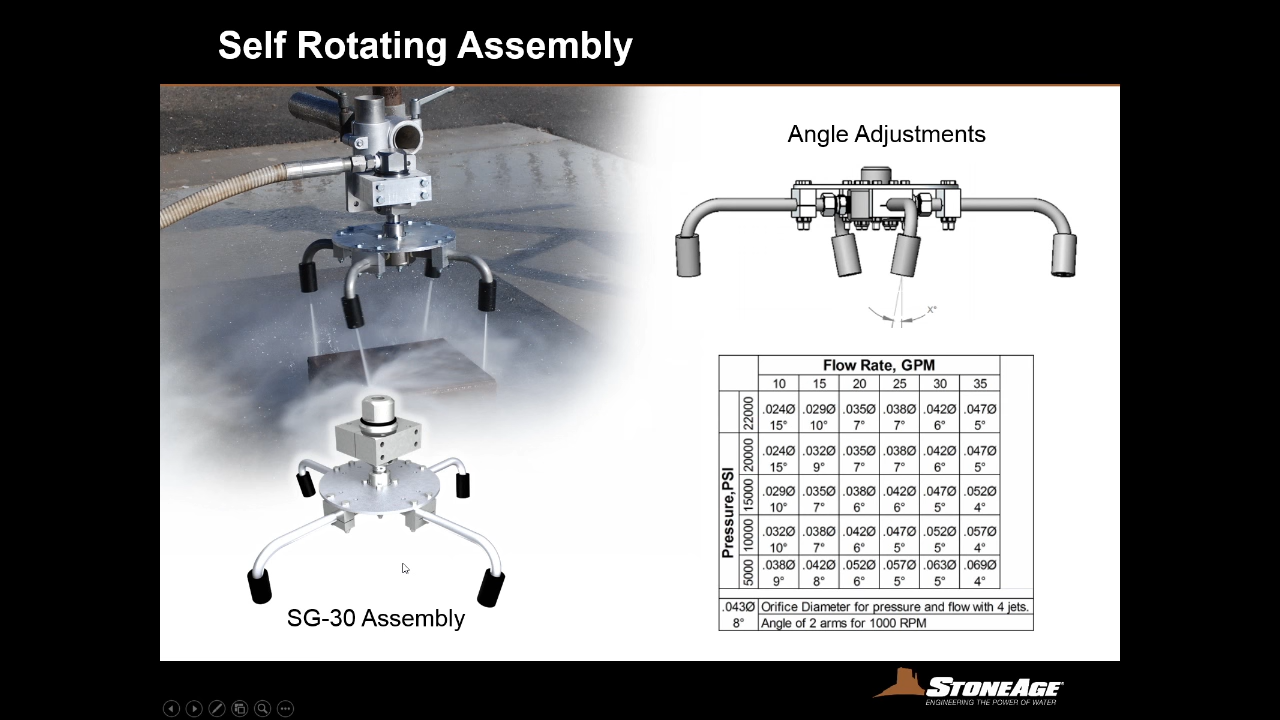 Self Rotating Assembly
Angle Adjustments
X°
Flow Rate, GPM
10 15 20 25 30 35
Pressure,PSI
22000 .024Ø .029Ø .035Ø .038Ø .042Ø .047Ø
15° 10° 7° 7° 6° 5°
20000 .024Ø .032Ø .035Ø .038Ø .042Ø .047Ø
15° 9° 7° 7° 6° 5°
15000 .029Ø .035Ø .038Ø .042Ø .047Ø .052Ø
10° 7° 6° 6° 5° 4°
10000 .032Ø .038Ø .042Ø .047Ø .052Ø .057Ø
10° 7° 6° 5° 5° 4°
5000 .038Ø .042Ø .052Ø .057Ø .063Ø .069Ø
9° 8° 6° 5° 5° 4°
.043Ø Orifice Diameter for pressure and flow with 4 jets.
8° Angle of 2 arms for 1000 RPM
SG-30 Assembly
STONEAGE
ENGINEERING THE POWER OF WATER